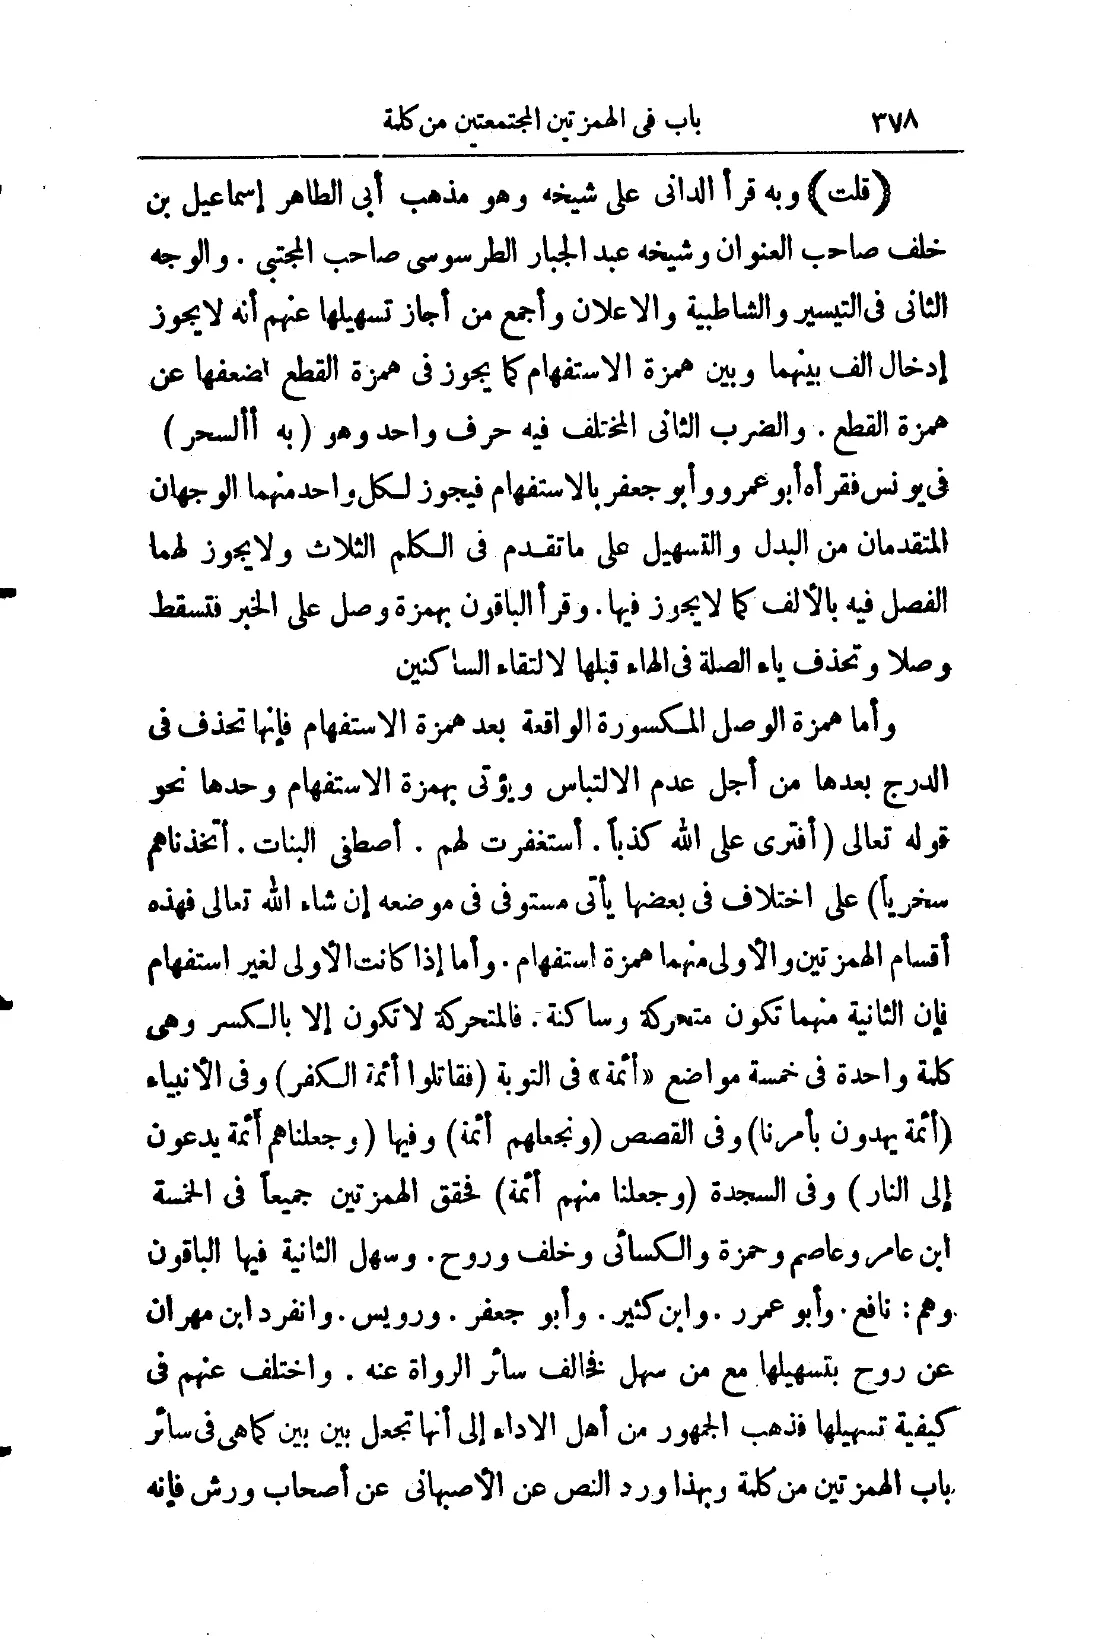 ٣٧٨ باب فى الهمزتين المجتمعتين من كلمة
(قلت) وبه قرأ الدانى على شيخه وهو مذهب أبى الطاهر إسماعيل بن
خلف صاحب العنوان وشيخه عبد الجبار الطرسوسى صاحب المجتبى . والوجه
الثانى فى التيسير والشاطبية والاعلان وأجمع من أجاز تسهيلها عنهم أنه لا يجوز
إدخال الف بينهما وبين همزة الاستفهام كما يجوز فى همزة القطع لضعفها عن
همزة القطع . والضرب الثانى المختلف فيه حرف واحد وهو (به أألسحر)
فى يونس فقرأه أبو عمرو وأبو جعفر بالاستفهام فيجوز لكل واحد منهما الوجهان
المتقدمان من البدل والتسهيل على ما تقدم فى الكلم الثلاث ولا يجوز لهما
الفصل فيه بالألف كما لا يجوز فيها . وقرأ الباقون بهمزة وصل على الخبر فتسقط
وصلا وتحذف ياء الصلة فى الهاء قبلها لالتقاء الساكنين
وأما همزة الوصل المكسورة الواقعة بعد همزة الاستفهام فإنها تحذف فى
الدرج بعدها من أجل عدم الالتباس ويؤتى بهمزة الاستفهام وحدها نحو
قوله تعالى (أفترى على الله كذباً . أستغفرت لهم . أصطفى البنات . أتخذناهم
سخرياً) على اختلاف فى بعضها يأتى مستوفى فى موضعه إن شاء الله تعالى فهذه
أقسام الهمزتين والأولى منهما همزة استفهام . وأما إذا كانت الأولى لغير استفهام
فإن الثانية منهما تكون متحركة وساكنة . فالمتحركة لا تكون إلا بالكسر وهى
كلمة واحدة فى خمسة مواضع «أئمة» فى التوبة (فقاتلوا أئمة الكفر) وفى الأنبياء
(أئمة يهدون بأمرنا) وفى القصص (ونجعلهم أئمة) وفيها (وجعلناهم أئمة يدعون
إلى النار) وفى السجدة (وجعلنا منهم أئمة) فحقق الهمزتين جميعاً فى الخمسة
ابن عامر وعاصم وحمزة والكسائى وخلف وروح . وسهل الثانية فيها الباقون
وهم : نافع . وأبو عمرر . وابن كثير . وأبو جعفر . ورويس . وانفرد ابن مهران
عن روح بتسهيلها مع من سهل فخالف سائر الرواة عنه . واختلف عنهم فى
كيفية تسهيلها فذهب الجمهور من أهل الاداء إلى أنها تجعل بين بين كما هى فى سائر
باب الهمزتين من كلمة وبهذا ورد النص عن الأصبهانى عن أصحاب ورش فإنه